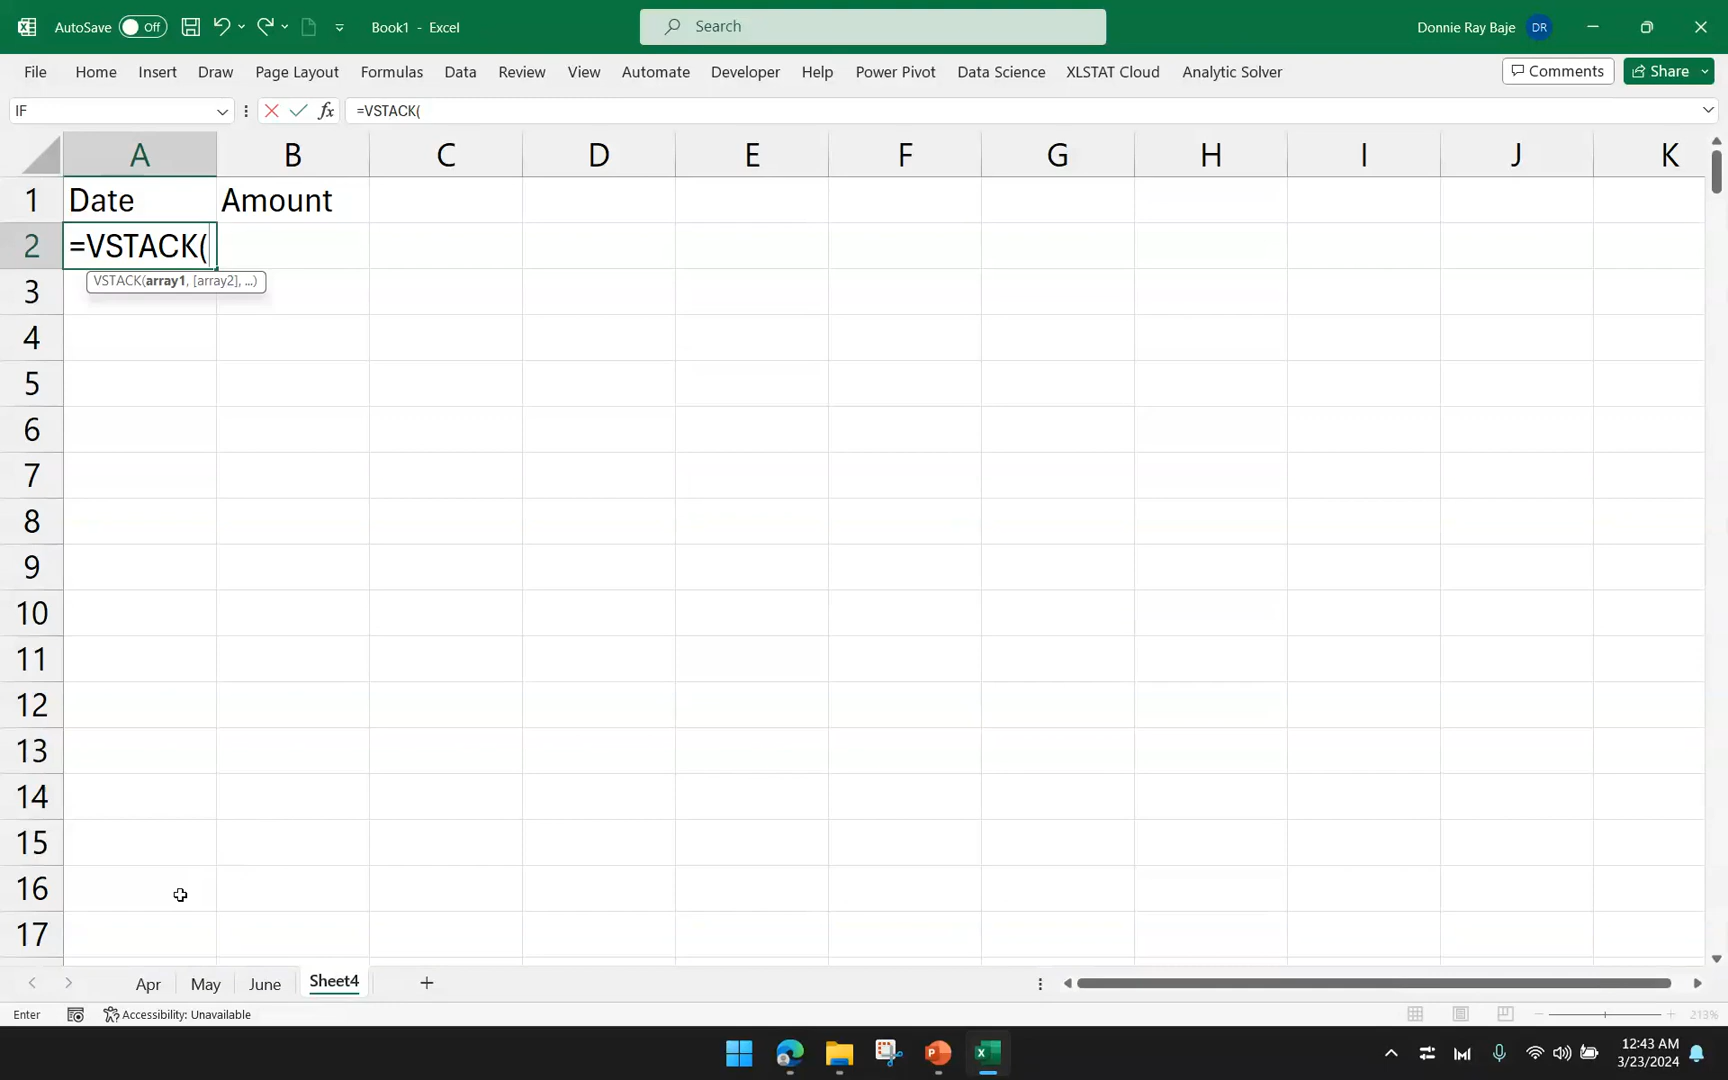 AutoSave Off Book1 - Excel Search Donnie Ray Baje DR
File Home Insert Draw Page Layout Formulas Data Review View Automate Developer Help Power Pivot Data Science XLSTAT Cloud Analytic Solver Comments Share
IF fx =VSTACK(
A B C D E F G H I J K
1 Date Amount
2 =VSTACK(
VSTACK(array1, [array2], ...)
3
4
5
6
7
8
9
10
11
12
13
14
15
16
17
Apr May June Sheet4
Enter Accessibility: Unavailable 213%
12:43 AM
3/23/2024